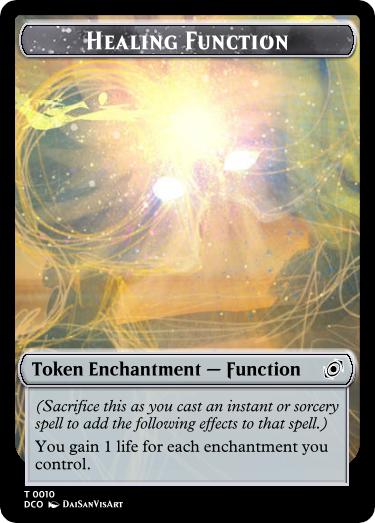 Healing Function
Token Enchantment — Function
(Sacrifice this as you cast an instant or sorcery
spell to add the following effects to that spell.)
You gain 1 life for each enchantment you
control.
T 0010
DCO DaiSanVisArt